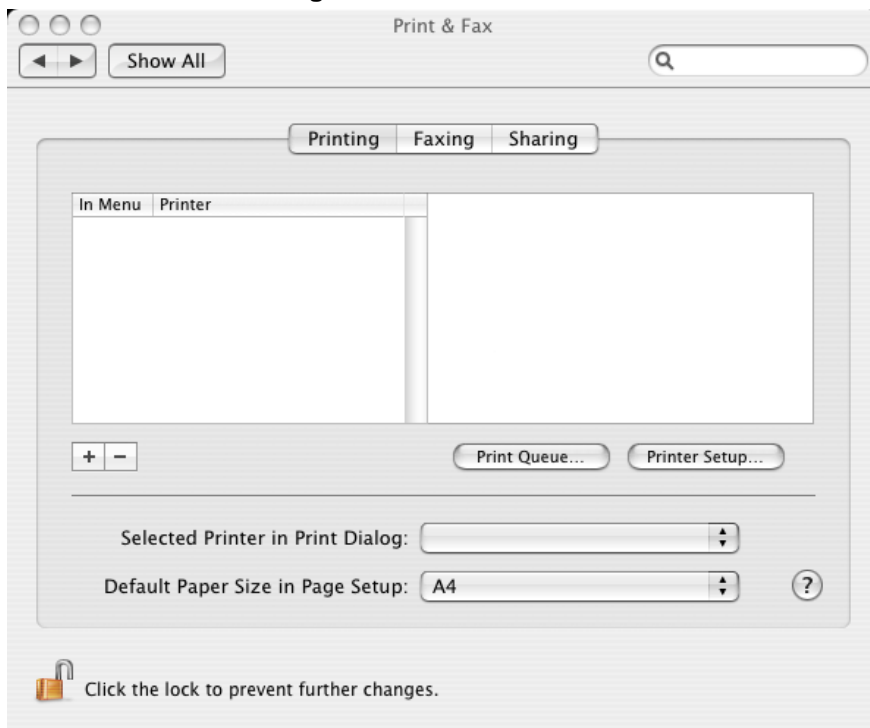 Print & Fax
Show All
Printing Faxing Sharing
In Menu Printer
+ −
Print Queue... Printer Setup...
Selected Printer in Print Dialog:
Default Paper Size in Page Setup: A4 ?
Click the lock to prevent further changes.